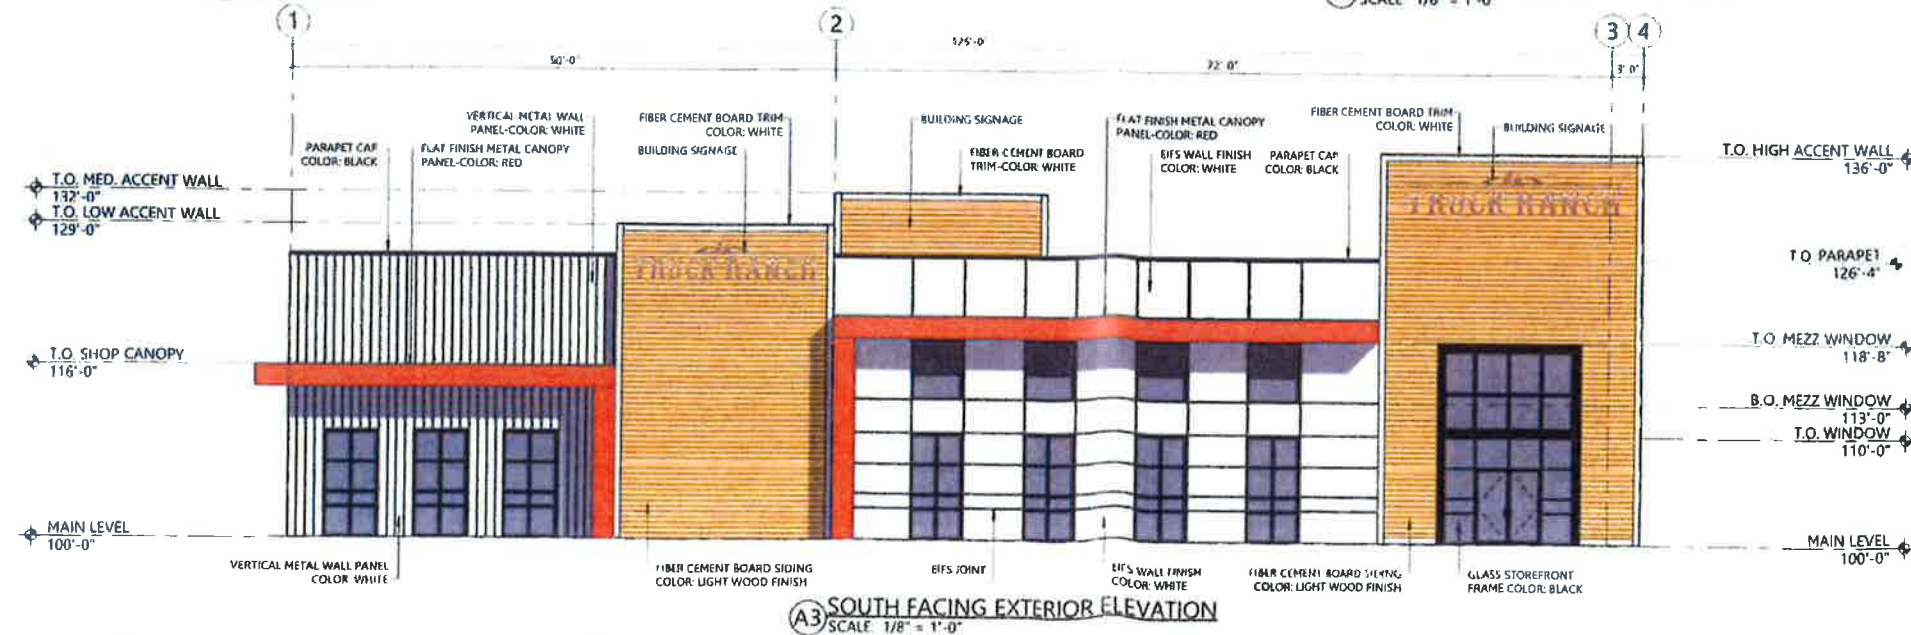 SCALE 1/8" = 1'-0"
1
2
3
4
125'-0"
50'-0"
72'-0"
3'-0"
VERTICAL METAL WALL
PANEL-COLOR: WHITE
FIBER CEMENT BOARD TRIM
COLOR: WHITE
BUILDING SIGNAGE
FLAT FINISH METAL CANOPY
PANEL-COLOR: RED
FIBER CEMENT BOARD TRIM
COLOR: WHITE
BUILDING SIGNAGE
PARAPET CAP
COLOR: BLACK
FLAT FINISH METAL CANOPY
PANEL-COLOR: RED
BUILDING SIGNAGE
FIBER CEMENT BOARD
TRIM-COLOR: WHITE
EIFS WALL FINISH
COLOR: WHITE
PARAPET CAP
COLOR: BLACK
T.O. HIGH ACCENT WALL
136'-0"
T.O. MED. ACCENT WALL
132'-0"
T.O. LOW ACCENT WALL
129'-0"
TRUCK RANCH
TRUCK RANCH
T.O. PARAPET
126'-4"
T.O. SHOP CANOPY
116'-0"
T.O. MEZZ WINDOW
118'-8"
B.O. MEZZ WINDOW
113'-0"
T.O. WINDOW
110'-0"
MAIN LEVEL
100'-0"
MAIN LEVEL
100'-0"
VERTICAL METAL WALL PANEL
COLOR: WHITE
FIBER CEMENT BOARD SIDING
COLOR: LIGHT WOOD FINISH
EIFS JOINT
EIFS WALL FINISH
COLOR: WHITE
FIBER CEMENT BOARD SIDING
COLOR: LIGHT WOOD FINISH
GLASS STOREFRONT
FRAME COLOR: BLACK
A3 SOUTH FACING EXTERIOR ELEVATION
SCALE 1/8" = 1'-0"